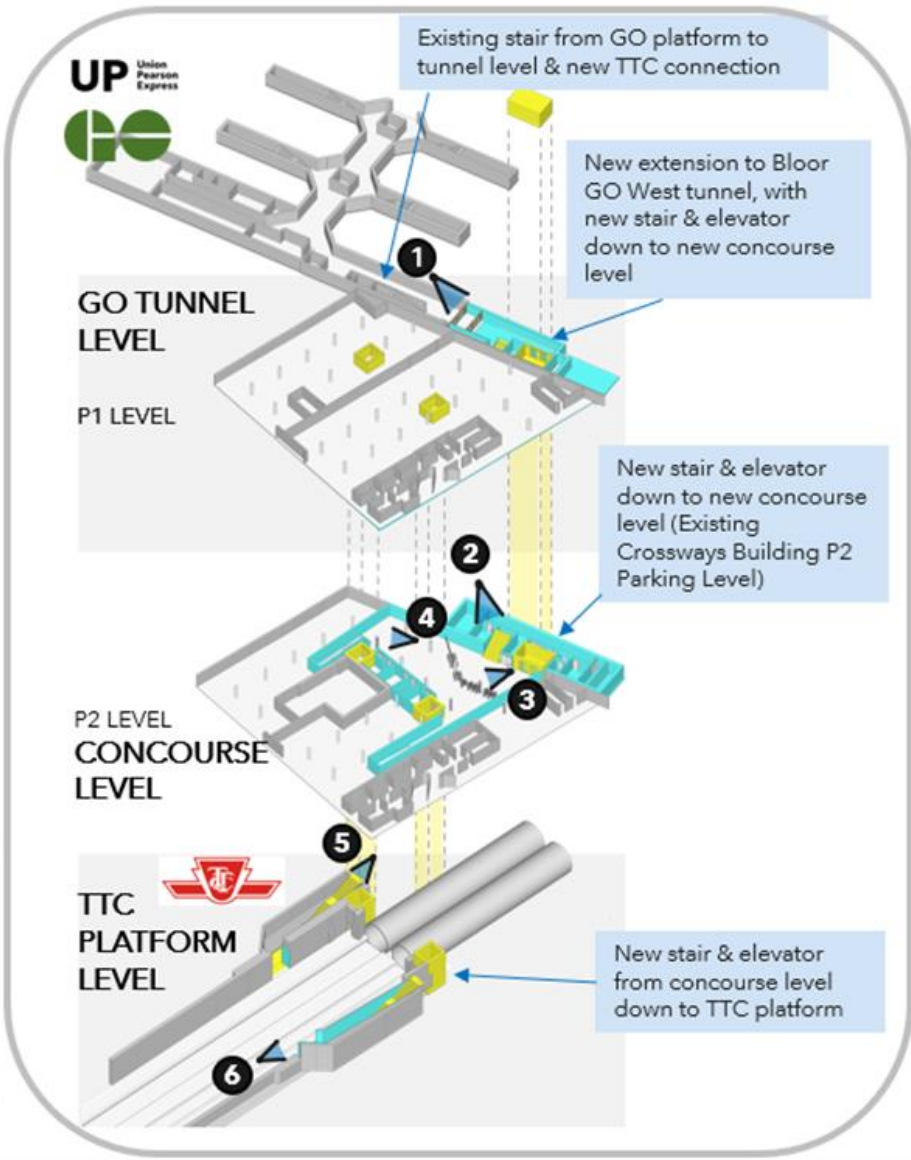 Existing stair from GO platform to
tunnel level & new TTC connection
UP Union
Pearson
Express
GO
New extension to Bloor
GO West tunnel, with
new stair & elevator
down to new concourse
level
1
GO TUNNEL
LEVEL
P1 LEVEL
New stair & elevator
down to new concourse
level (Existing
Crossways Building P2
Parking Level)
2
4
3
P2 LEVEL
CONCOURSE
LEVEL
5
TTC
TTC
PLATFORM
LEVEL
New stair & elevator
from concourse level
down to TTC platform
6